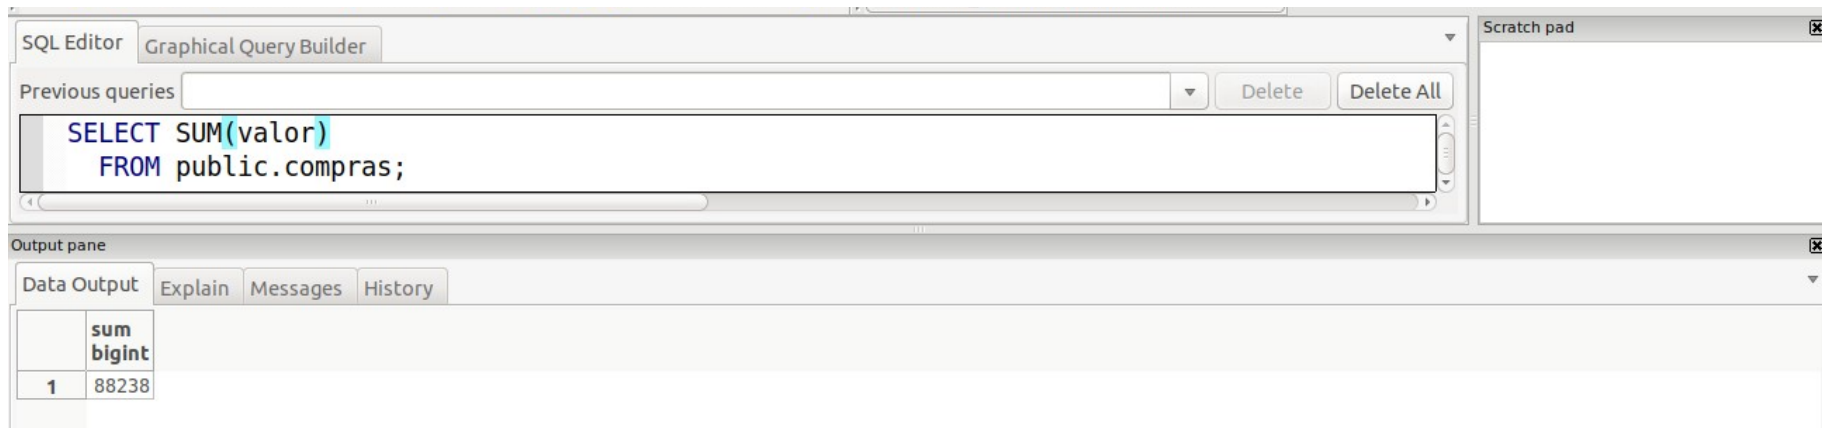 SQL Editor Graphical Query Builder
Scratch pad
Previous queries Delete Delete All
SELECT SUM(valor)
FROM public.compras;
Output pane
Data Output Explain Messages History
sum
bigint
1 88238